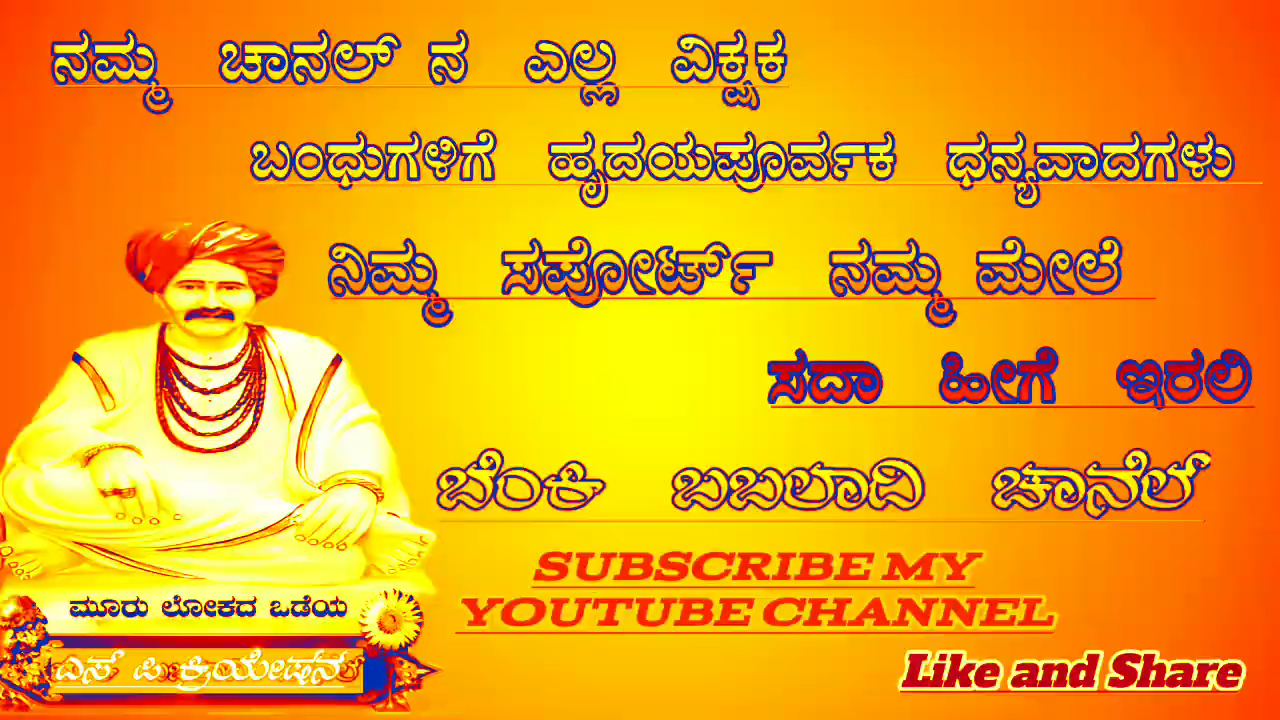 ನಮ್ಮ ಚಾನಲ್ ನ ಎಲ್ಲ ವಿಕ್ಷಕ
ಬಂಧುಗಳಿಗೆ ಹೃದಯಪೂರ್ವಕ ಧನ್ಯವಾದಗಳು
ನಿಮ್ಮ ಸಪೋರ್ಟ್ ನಮ್ಮ ಮೇಲೆ
ಸದಾ ಹೀಗೆ ಇರಲಿ
ಬೆಂಕಿ ಬಬಲಾದಿ ಚಾನೆಲ್
SUBSCRIBE MY
YOUTUBE CHANNEL
ಮೂರು ಲೋಕದ ಒಡೆಯ
ಎಸ್ ಪಿ ಕ್ರಿಯೇಷನ್ಸ
Like and Share